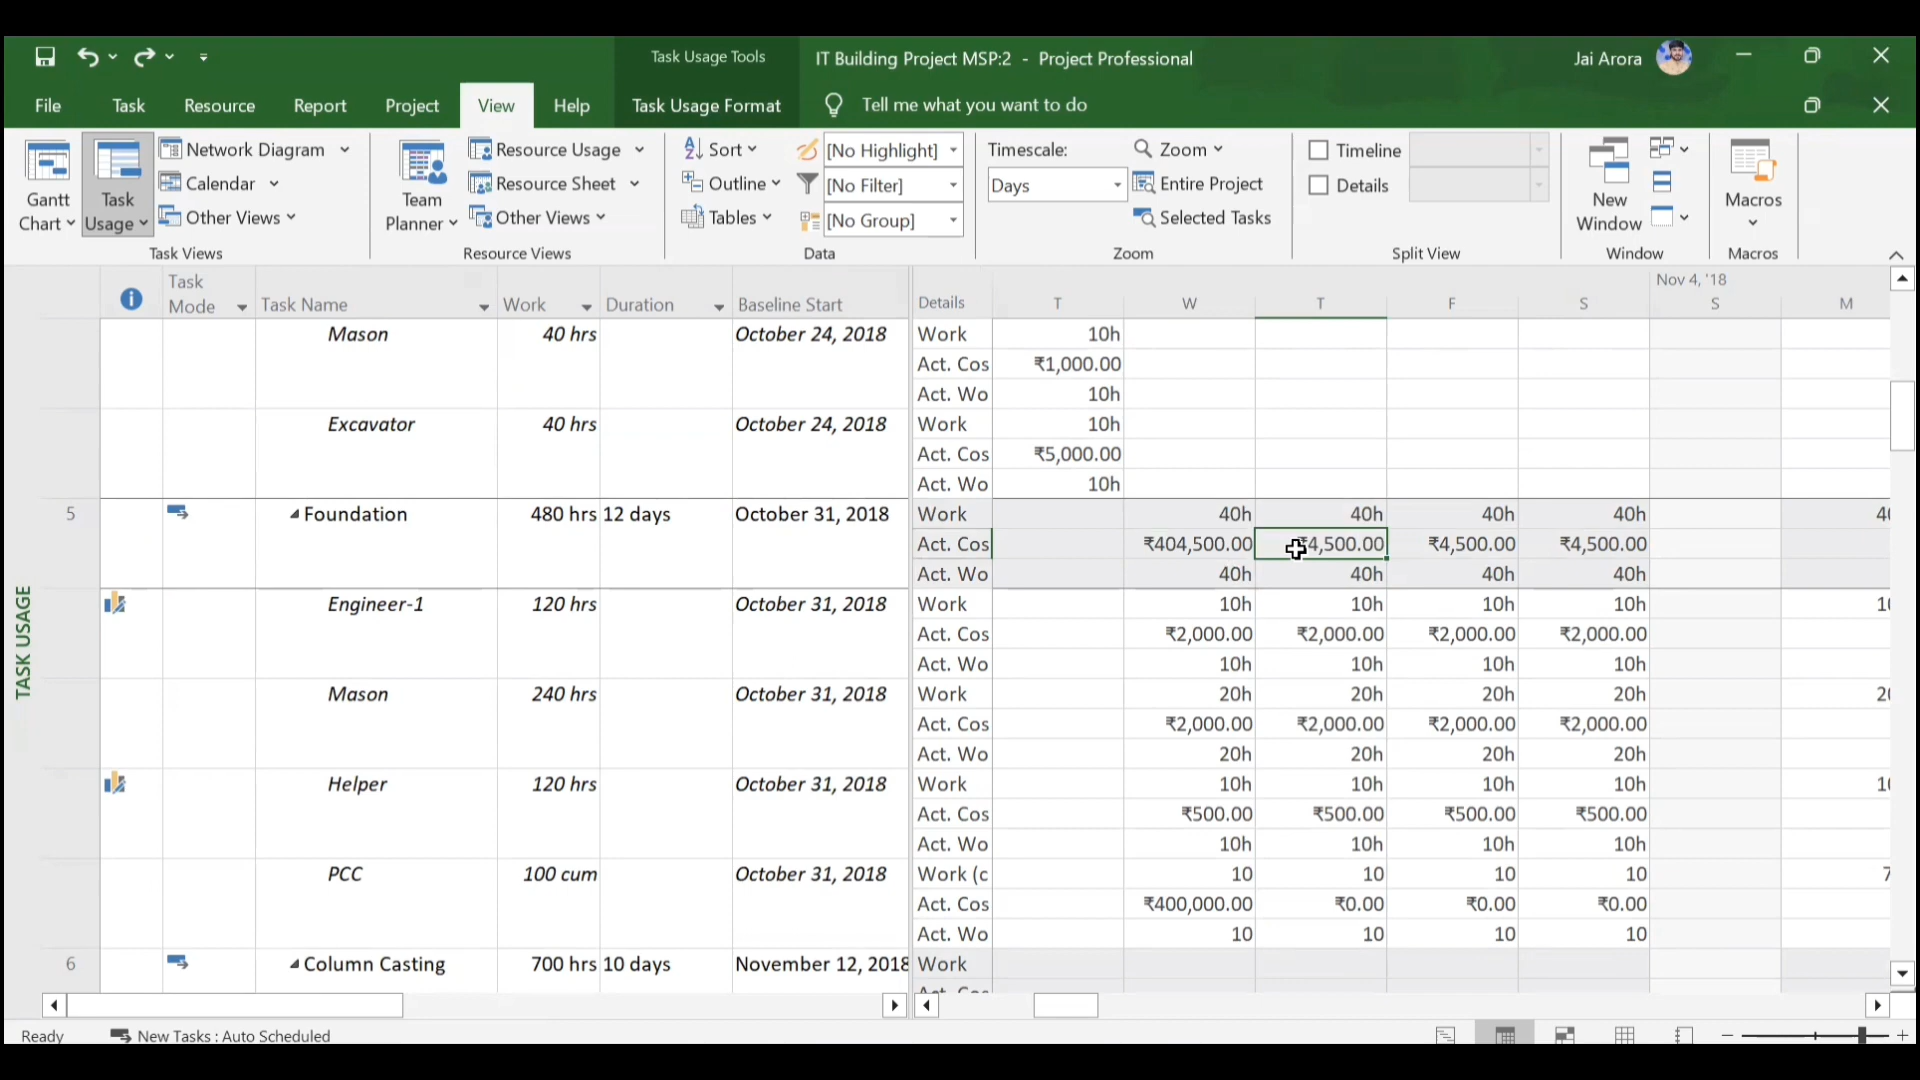 Task Usage Tools
IT Building Project MSP:2 - Project Professional
Jai Arora
File Task Resource Report Project View Help Task Usage Format Tell me what you want to do
Gantt Chart
Task Usage
Network Diagram
Calendar
Other Views
Task Views
Team Planner
Resource Usage
Resource Sheet
Other Views
Resource Views
Sort
Outline
Tables
[No Highlight]
[No Filter]
[No Group]
Data
Timescale:
Days
Zoom
Entire Project
Selected Tasks
Zoom
Timeline
Details
Split View
New Window
Window
Macros
Macros
Task Mode Task Name Work Duration Baseline Start Details T W T F S Nov 4, '18 S M
Mason 40 hrs October 24, 2018 Work 10h
Act. Cos ₹1,000.00
Act. Wo 10h
Excavator 40 hrs October 24, 2018 Work 10h
Act. Cos ₹5,000.00
Act. Wo 10h
5 Foundation 480 hrs 12 days October 31, 2018 Work 40h 40h 40h 40h
Act. Cos ₹404,500.00 ₹4,500.00 ₹4,500.00 ₹4,500.00
Act. Wo 40h 40h 40h 40h
Engineer-1 120 hrs October 31, 2018 Work 10h 10h 10h 10h
Act. Cos ₹2,000.00 ₹2,000.00 ₹2,000.00 ₹2,000.00
Act. Wo 10h 10h 10h 10h
Mason 240 hrs October 31, 2018 Work 20h 20h 20h 20h
Act. Cos ₹2,000.00 ₹2,000.00 ₹2,000.00 ₹2,000.00
Act. Wo 20h 20h 20h 20h
Helper 120 hrs October 31, 2018 Work 10h 10h 10h 10h
Act. Cos ₹500.00 ₹500.00 ₹500.00 ₹500.00
Act. Wo 10h 10h 10h 10h
PCC 100 cum October 31, 2018 Work (c 10 10 10 10 7
Act. Cos ₹400,000.00 ₹0.00 ₹0.00 ₹0.00
Act. Wo 10 10 10 10
6 Column Casting 700 hrs 10 days November 12, 2018 Work
TASK USAGE
Ready New Tasks : Auto Scheduled